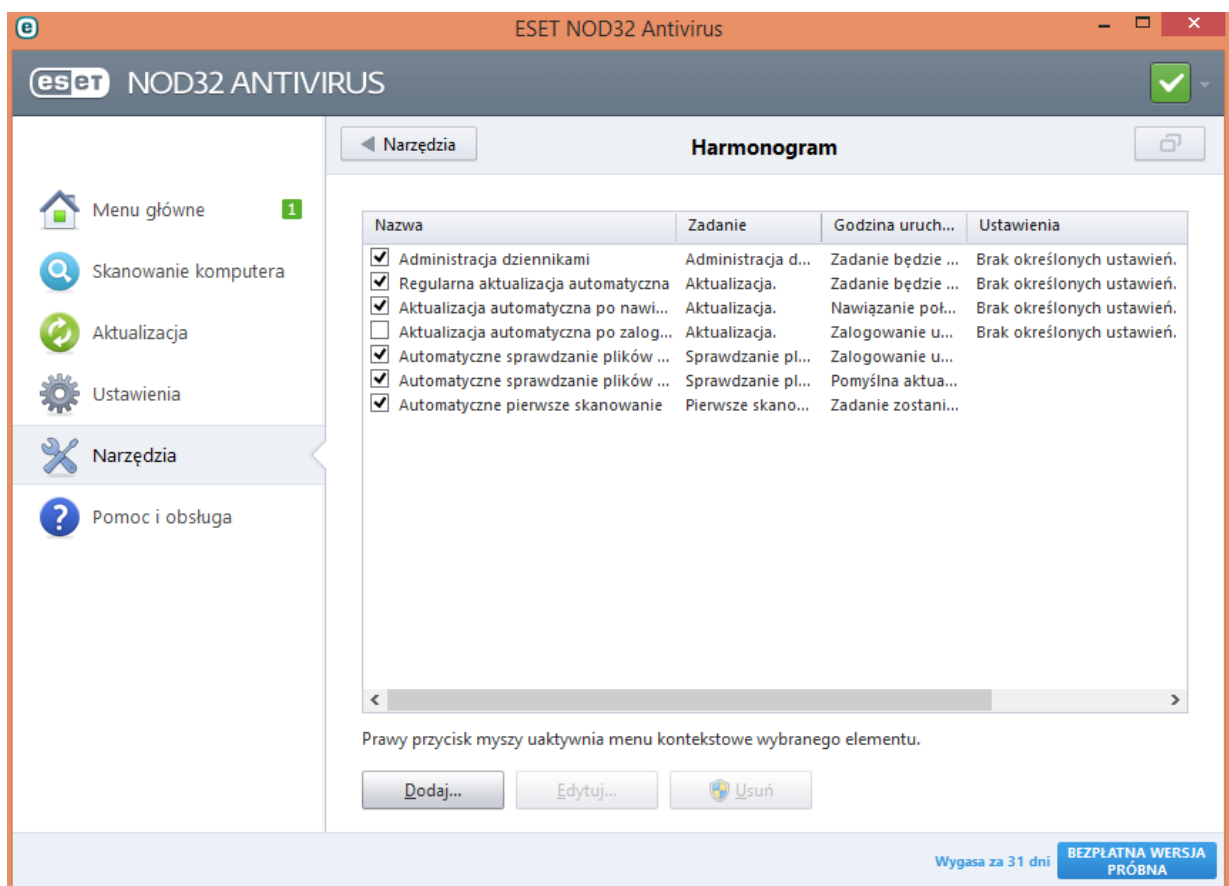 ESET NOD32 Antivirus
eset NOD32 ANTIVIRUS
Narzędzia
Harmonogram
Menu główne 1
Skanowanie komputera
Aktualizacja
Ustawienia
Narzędzia
? Pomoc i obsługa
Nazwa Zadanie Godzina uruch... Ustawienia
Administracja dziennikami Administracja d... Zadanie będzie ... Brak określonych ustawień.
Regularna aktualizacja automatyczna Aktualizacja. Zadanie będzie ... Brak określonych ustawień.
Aktualizacja automatyczna po nawi... Aktualizacja. Nawiązanie poł... Brak określonych ustawień.
Aktualizacja automatyczna po zalog... Aktualizacja. Zalogowanie u... Brak określonych ustawień.
Automatyczne sprawdzanie plików ... Sprawdzanie pl... Zalogowanie u...
Automatyczne sprawdzanie plików ... Sprawdzanie pl... Pomyślna aktua...
Automatyczne pierwsze skanowanie Pierwsze skano... Zadanie zostani...
Prawy przycisk myszy uaktywnia menu kontekstowe wybranego elementu.
Dodaj... Edytuj... Usuń
Wygasa za 31 dni
BEZPŁATNA WERSJA
PRÓBNA